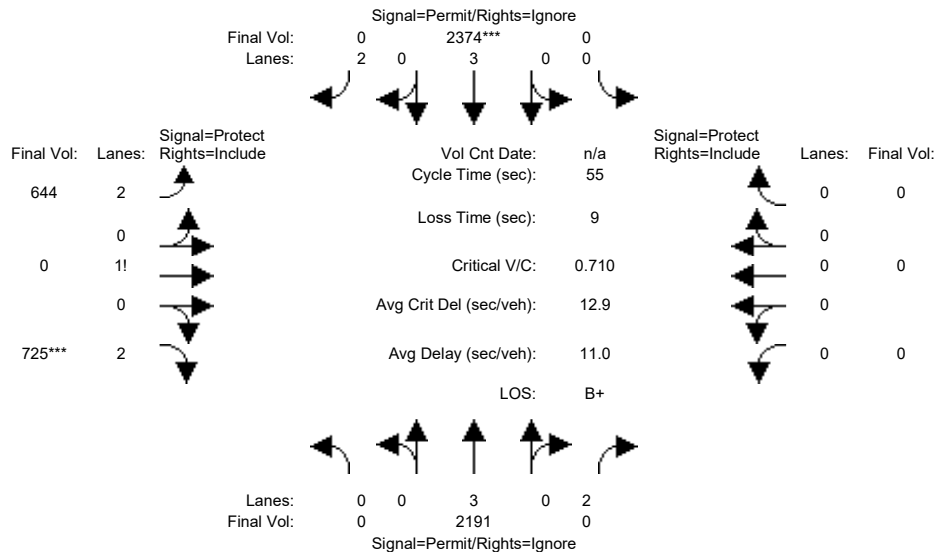 Signal=Permit/Rights=Ignore
Final Vol: 0 2374*** 0
Lanes: 2 0 3 0 0
Signal=Protect
Final Vol: Lanes: Rights=Include
Vol Cnt Date: n/a
Signal=Protect
Rights=Include Lanes: Final Vol:
Cycle Time (sec): 55
644 2
0 0
Loss Time (sec): 9
0 0
0 1!
Critical V/C: 0.710
0 0
0
Avg Crit Del (sec/veh): 12.9
0
725*** 2
Avg Delay (sec/veh): 11.0
0 0
LOS: B+
Lanes: 0 0 3 0 2
Final Vol: 0 2191 0
Signal=Permit/Rights=Ignore